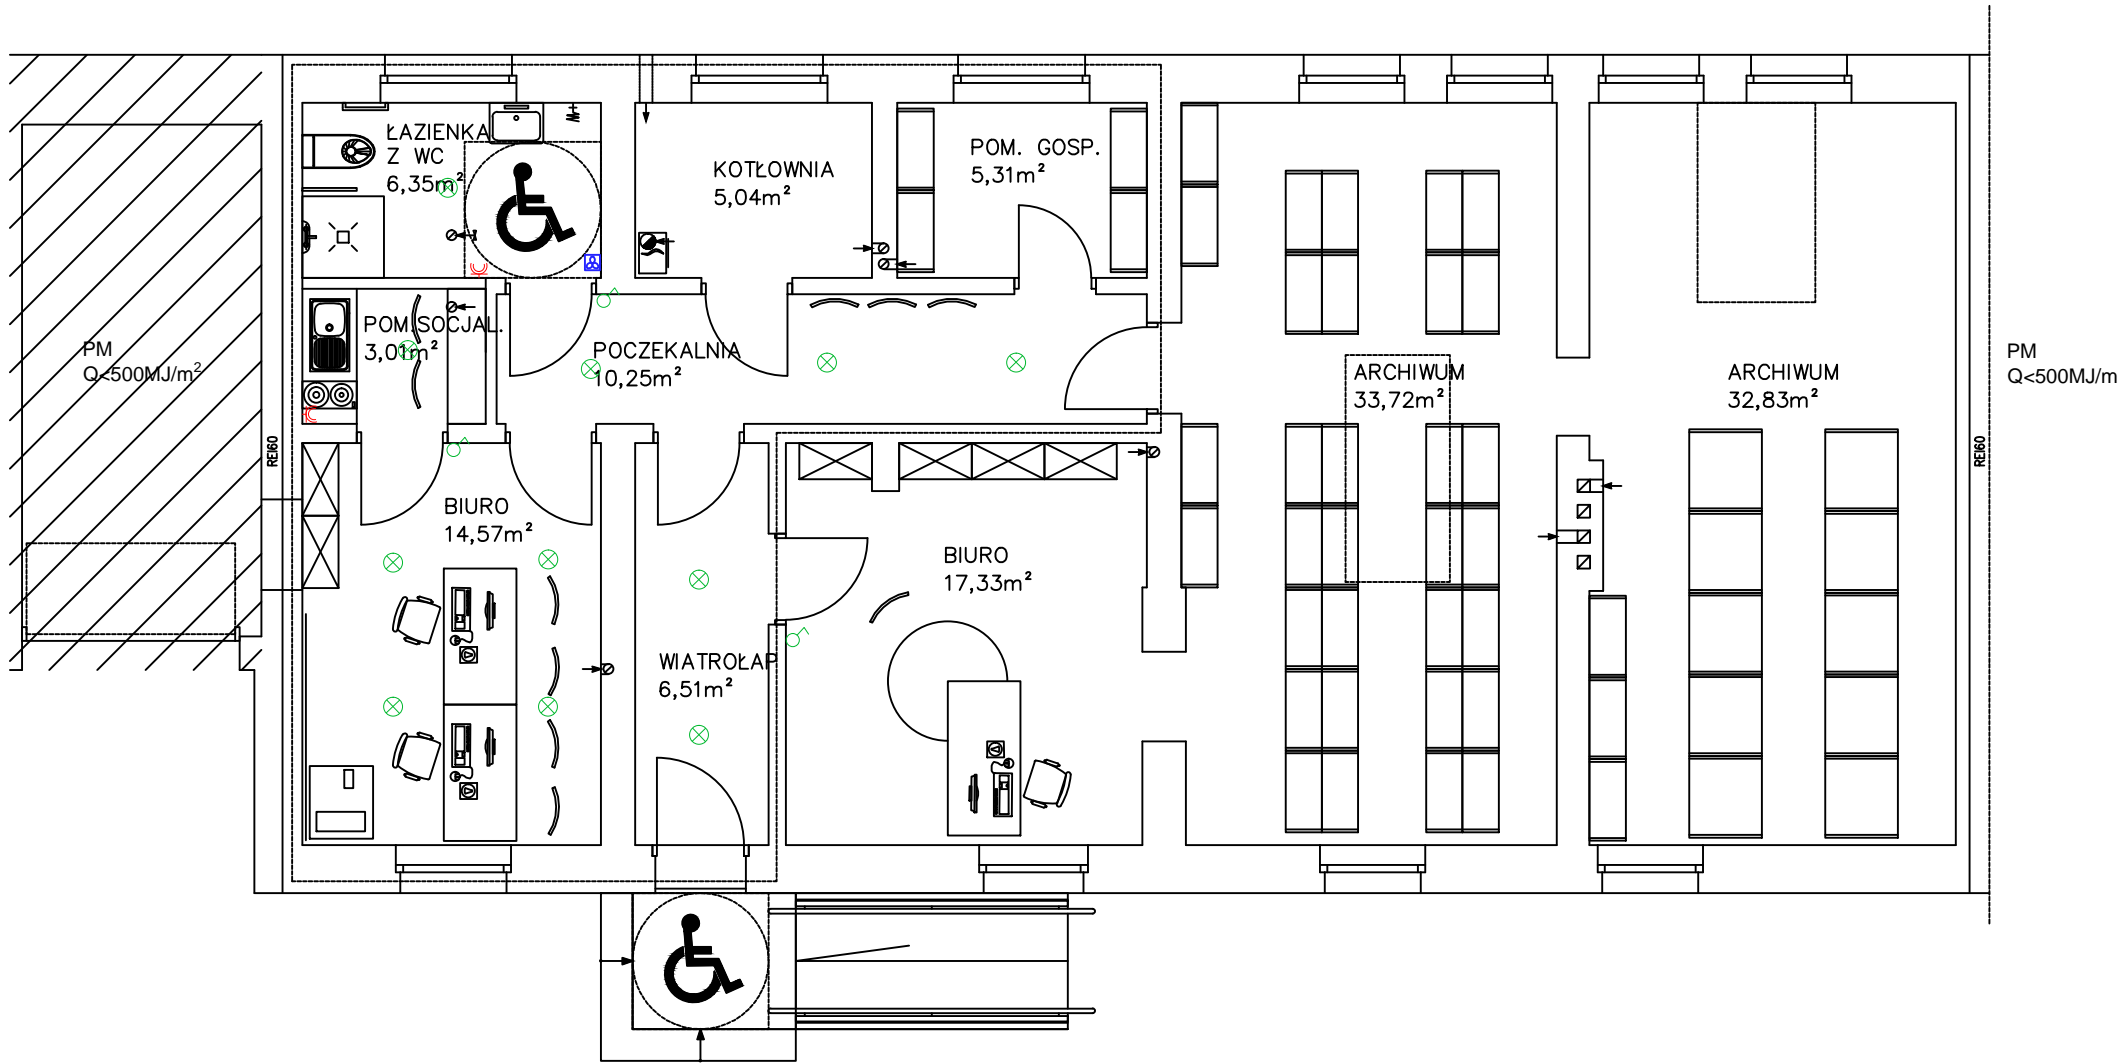 ŁAZIENKA
Z WC
6,35m²
KOTŁOWNIA
5,04m²
POM. GOSP.
5,31m²
POM.SOCJAL.
3,01m²
POCZEKALNIA
10,25m²
PM
Q<500MJ/m²
ARCHIWUM
33,72m²
ARCHIWUM
32,83m²
PM
Q<500MJ/m
REI60
REI60
BIURO
14,57m²
BIURO
17,33m²
WIATROŁAP
6,51m²